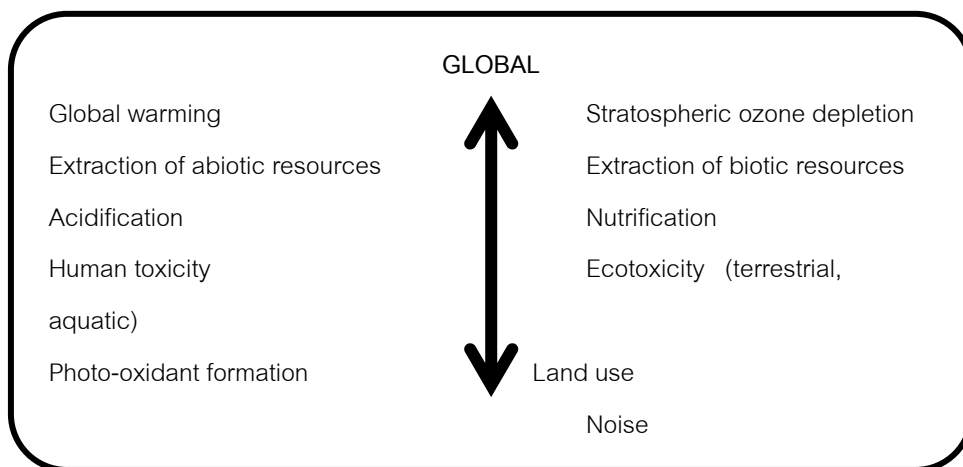 GLOBAL
Global warming Stratospheric ozone depletion
Extraction of abiotic resources Extraction of biotic resources
Acidification Nutrification
Human toxicity Ecotoxicity (terrestrial,
aquatic)
Photo-oxidant formation Land use
Noise